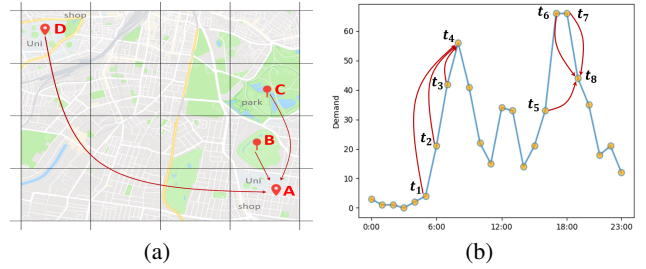 shop
D
Uni
C
park
B
Uni
A
shop
(a)
Demand
60
50
40
30
20
10
0
t₁
t₂
t₃
t₄
t₅
t₆
t₇
t₈
0:00
6:00
12:00
18:00
23:00
(b)